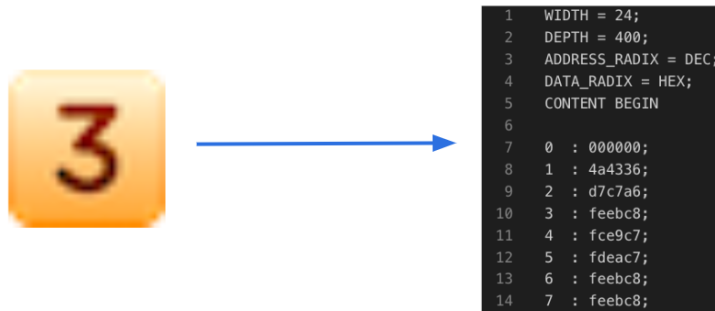 3
1 WIDTH = 24;
2 DEPTH = 400;
3 ADDRESS_RADIX = DEC;
4 DATA_RADIX = HEX;
5 CONTENT BEGIN
6
7 0 : 000000;
8 1 : 4a4336;
9 2 : d7c7a6;
10 3 : feebc8;
11 4 : fce9c7;
12 5 : fdeac7;
13 6 : feebc8;
14 7 : feebc8;